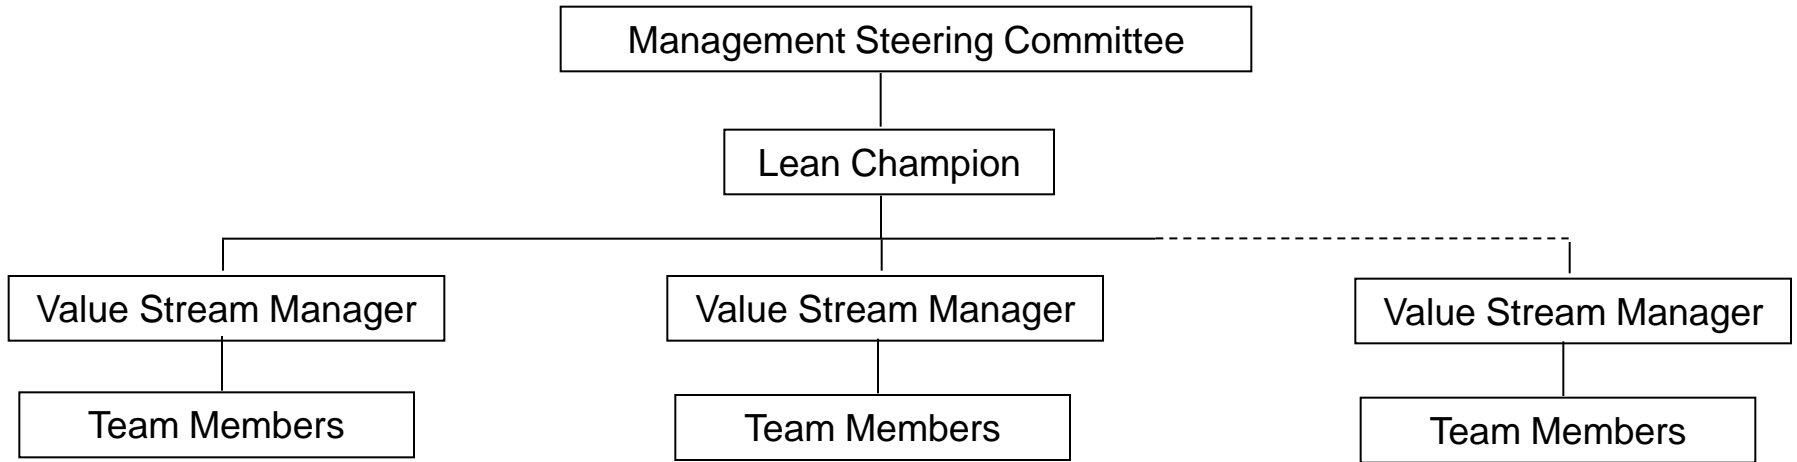 Management Steering Committee
Lean Champion
Value Stream Manager
Value Stream Manager
Value Stream Manager
Team Members
Team Members
Team Members